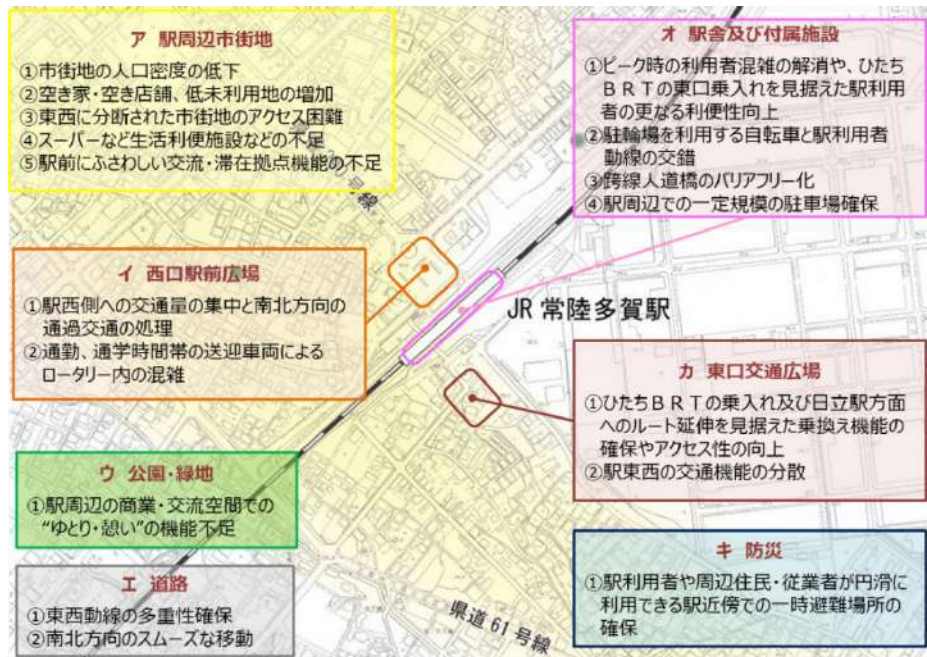 ア 駅周辺市街地
①市街地の人口密度の低下
②空き家・空き店舗、低未利用地の増加
③東西に分断された市街地のアクセス困難
④スーパーなど生活利便施設などの不足
⑤駅前にふさわしい交流・滞在拠点機能の不足
号線
イ 西口駅前広場
①駅西側への交通量の集中と南北方向の
通過交通の処理
②通勤、通学時間帯の送迎車両による
ロータリー内の混雑
ウ 公園・緑地
①駅周辺の商業・交流空間での
“ゆとり・憩い”の機能不足
エ 道路
①東西動線の多重性確保
②南北方向のスムーズな移動
オ 駅舎及び付属施設
①ピーク時の利用者混雑の解消や、ひたち
BRTの東口乗入れを見据えた駅利用
者の更なる利便性向上
②駐輪場を利用する自転車と駅利用者
動線の交錯
③跨線人道橋のバリアフリー化
④駅周辺での一定規模の駐車場確保
JR常陸多賀駅
カ 東口交通広場
①ひたちBRTの乗入れ及び日立駅方面
へのルート延伸を見据えた乗換え機能の
確保やアクセス性の向上
②駅東西の交通機能の分散
キ 防災
①駅利用者や周辺住民・従業者が円滑に
利用できる駅近傍での一時避難場所の
確保
県道61号線